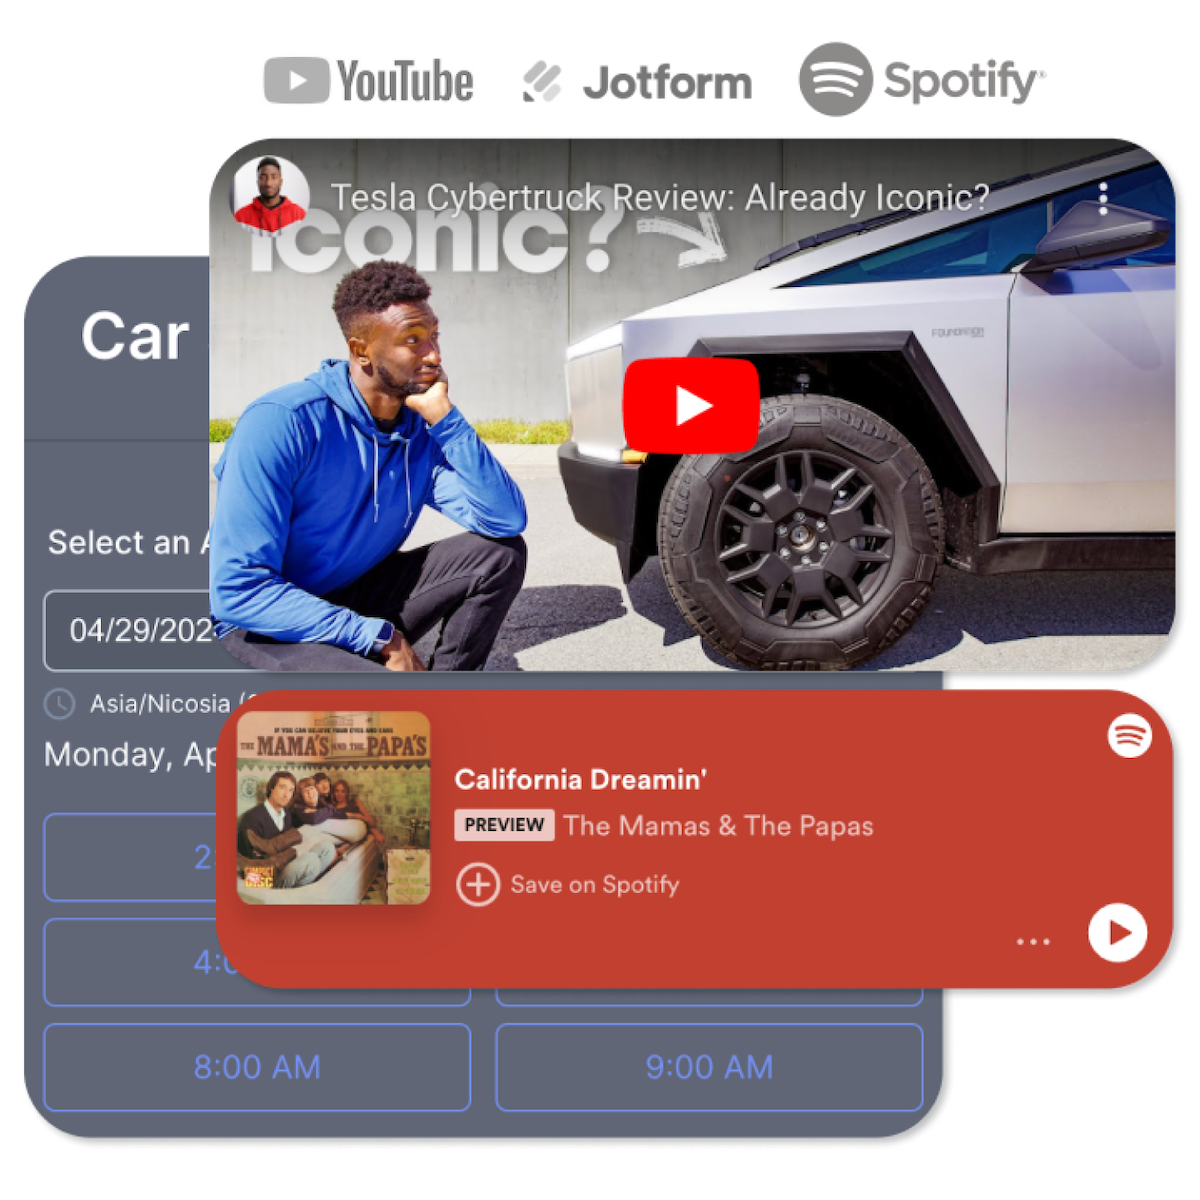 YouTube
Jotform
Spotify
Tesla Cybertruck Review: Already Iconic?
iconic?
FOUNDATION
Car
Select an
04/29/202
Asia/Nicosia (
Monday, Ap
2:
4:0
8:00 AM
9:00 AM
IF YOU CAN BELIEVE YOUR EYES AND EARS
THE MAMA'S AND THE PAPA'S
COMPACT
DISC
California Dreamin'
PREVIEW The Mamas & The Papas
Save on Spotify